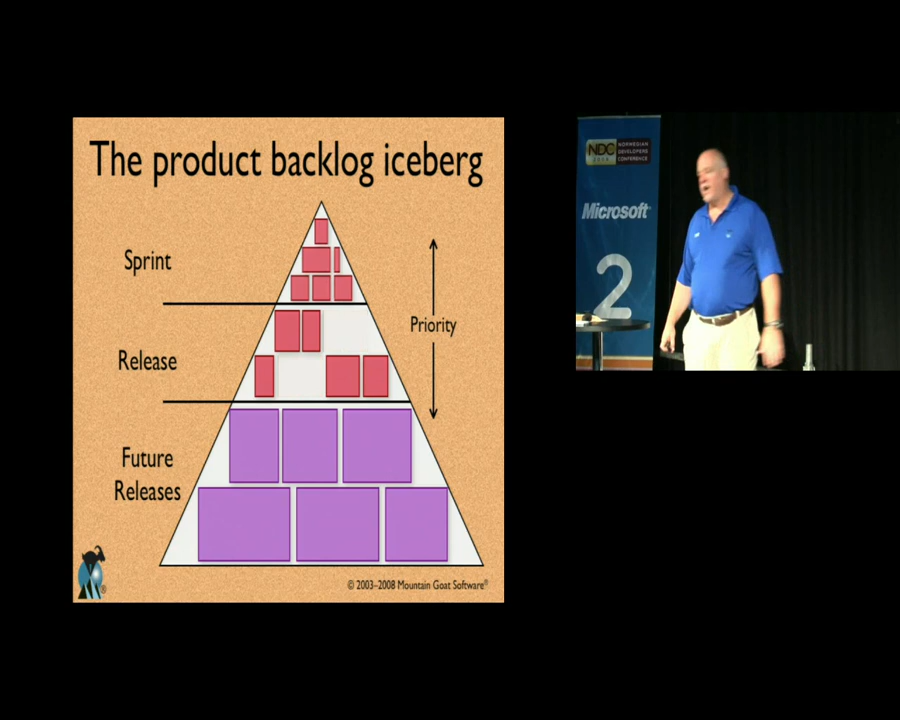 The product backlog iceberg
Sprint
Release
Future
Releases
Priority
© 2003–2008 Mountain Goat Software®
NDC
NORWEGIAN
DEVELOPERS
CONFERENCE
Microsoft
2